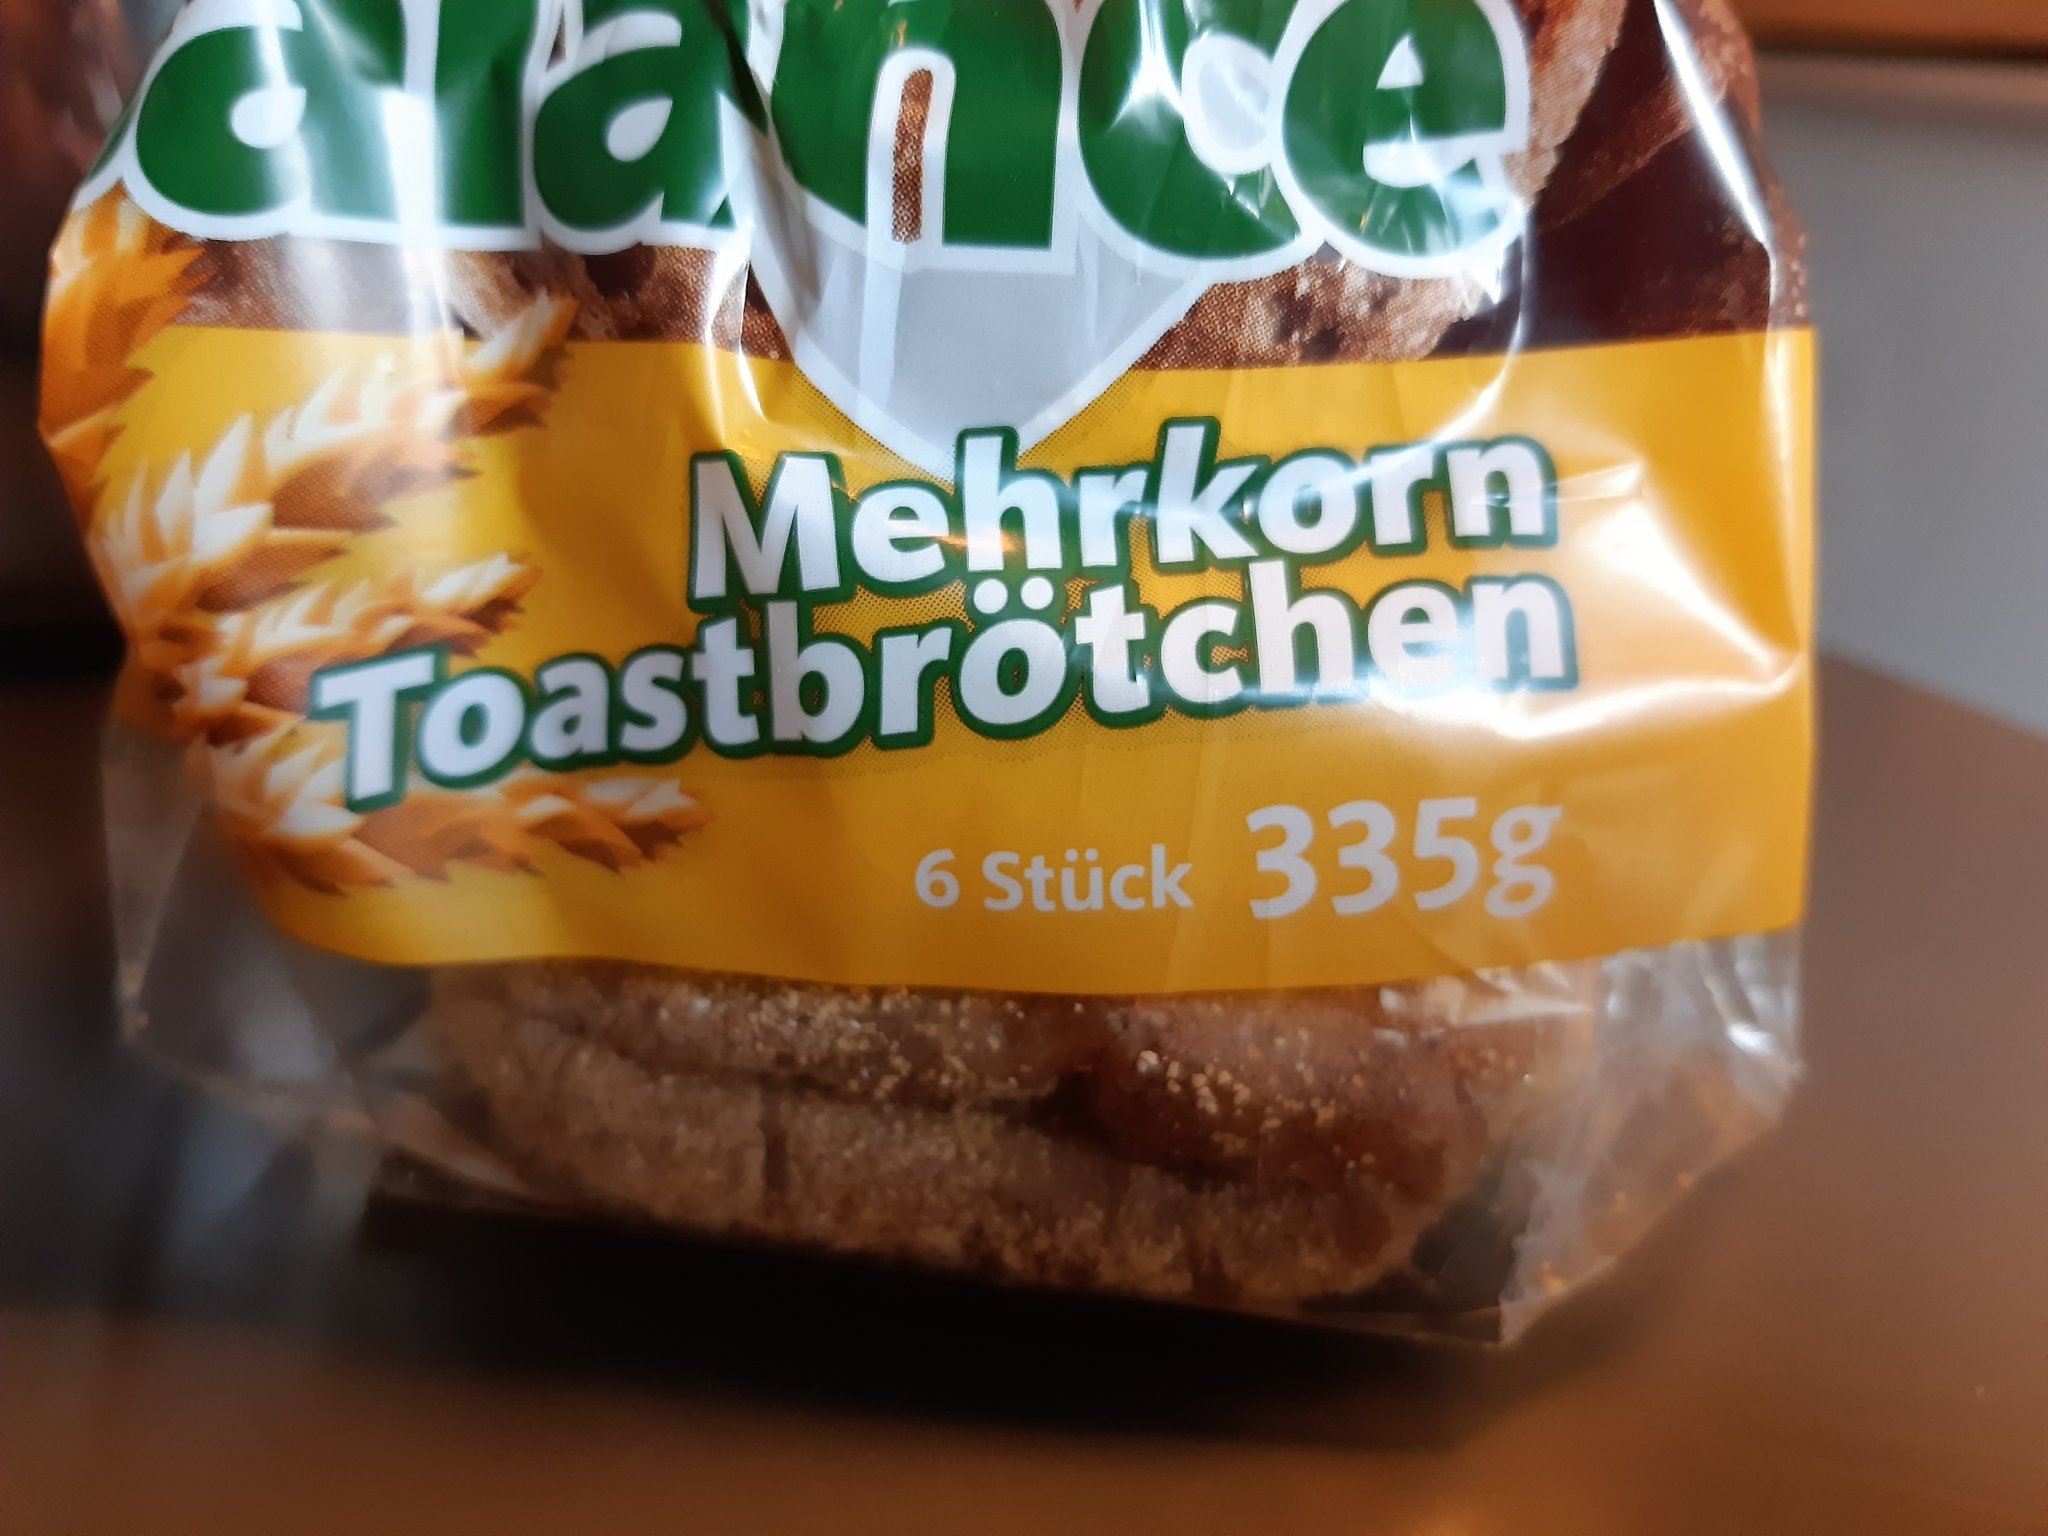 alance
Mehrkorn
Toastbrötchen
6 Stück 335g